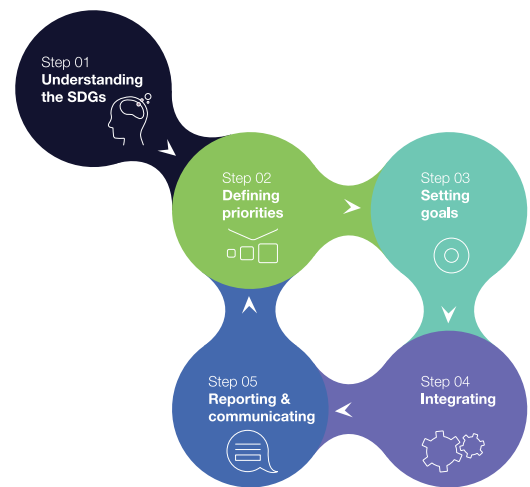 Step 01
Understanding
the SDGs
Step 02
Defining
priorities
Step 03
Setting
goals
Step 04
Integrating
Step 05
Reporting &
communicating